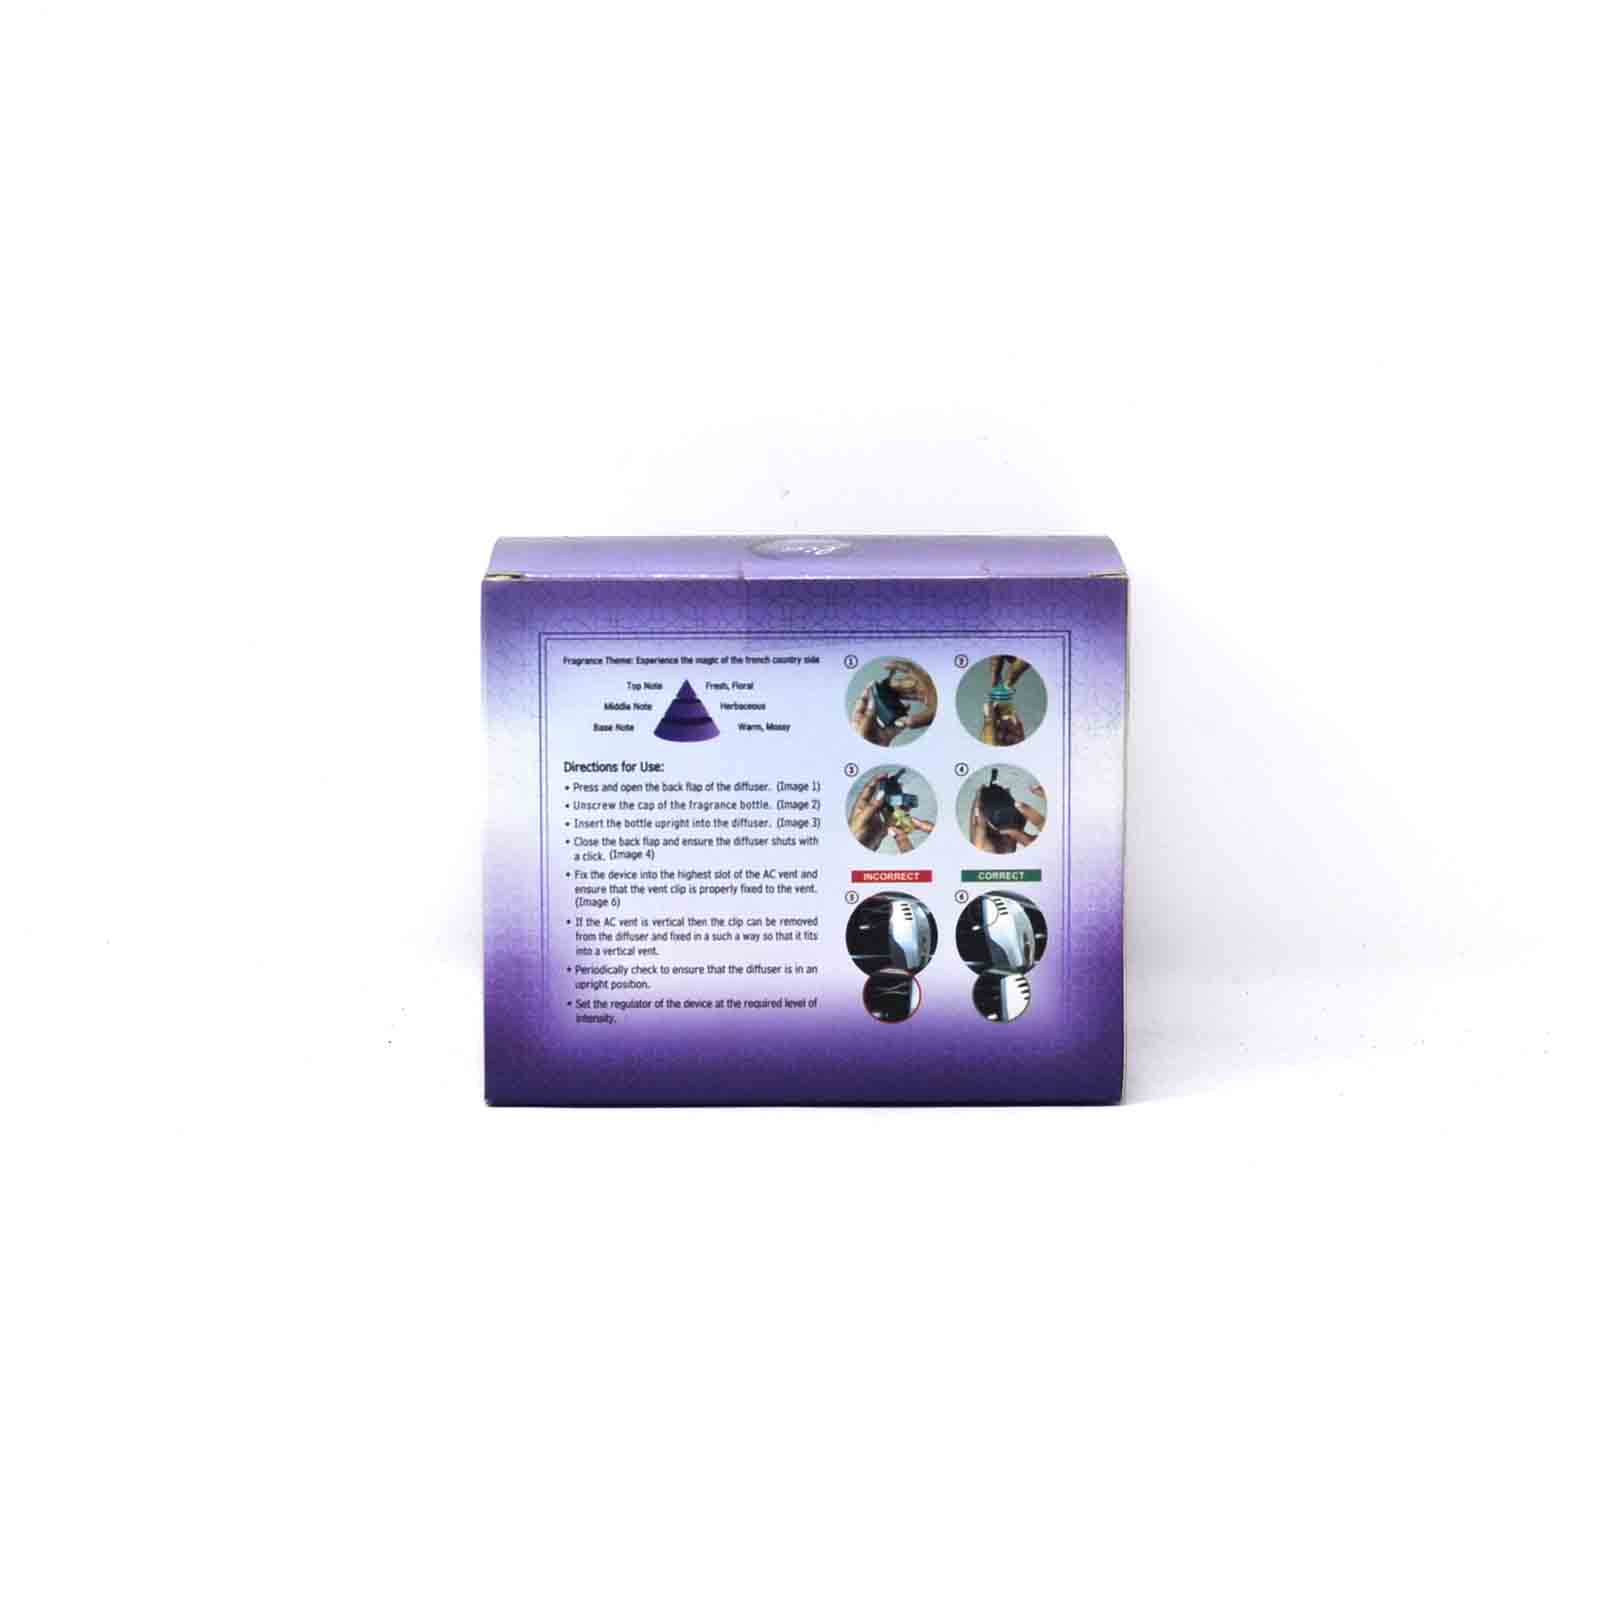 Fragrance Theme: Experience the magic of the french country side
Top Note Fresh, Floral
Middle Note Herbaceous
Base Note Warm, Mossy
Directions for Use:
• Press and open the back flap of the diffuser. (Image 1)
• Unscrew the cap of the fragrance bottle. (Image 2)
• Insert the bottle upright into the diffuser. (Image 3)
• Close the back flap and ensure the diffuser shuts with
a click. (Image 4)
• Fix the device into the highest slot of the AC vent and
ensure that the vent clip is properly fixed to the vent.
(Image 6)
• If the AC vent is vertical then the clip can be removed
from the diffuser and fixed in a such a way so that it fits
into a vertical vent.
• Periodically check to ensure that the diffuser is in an
upright position.
• Set the regulator of the device at the required level of
intensity.
1
2
3
4
INCORRECT
CORRECT
5
6